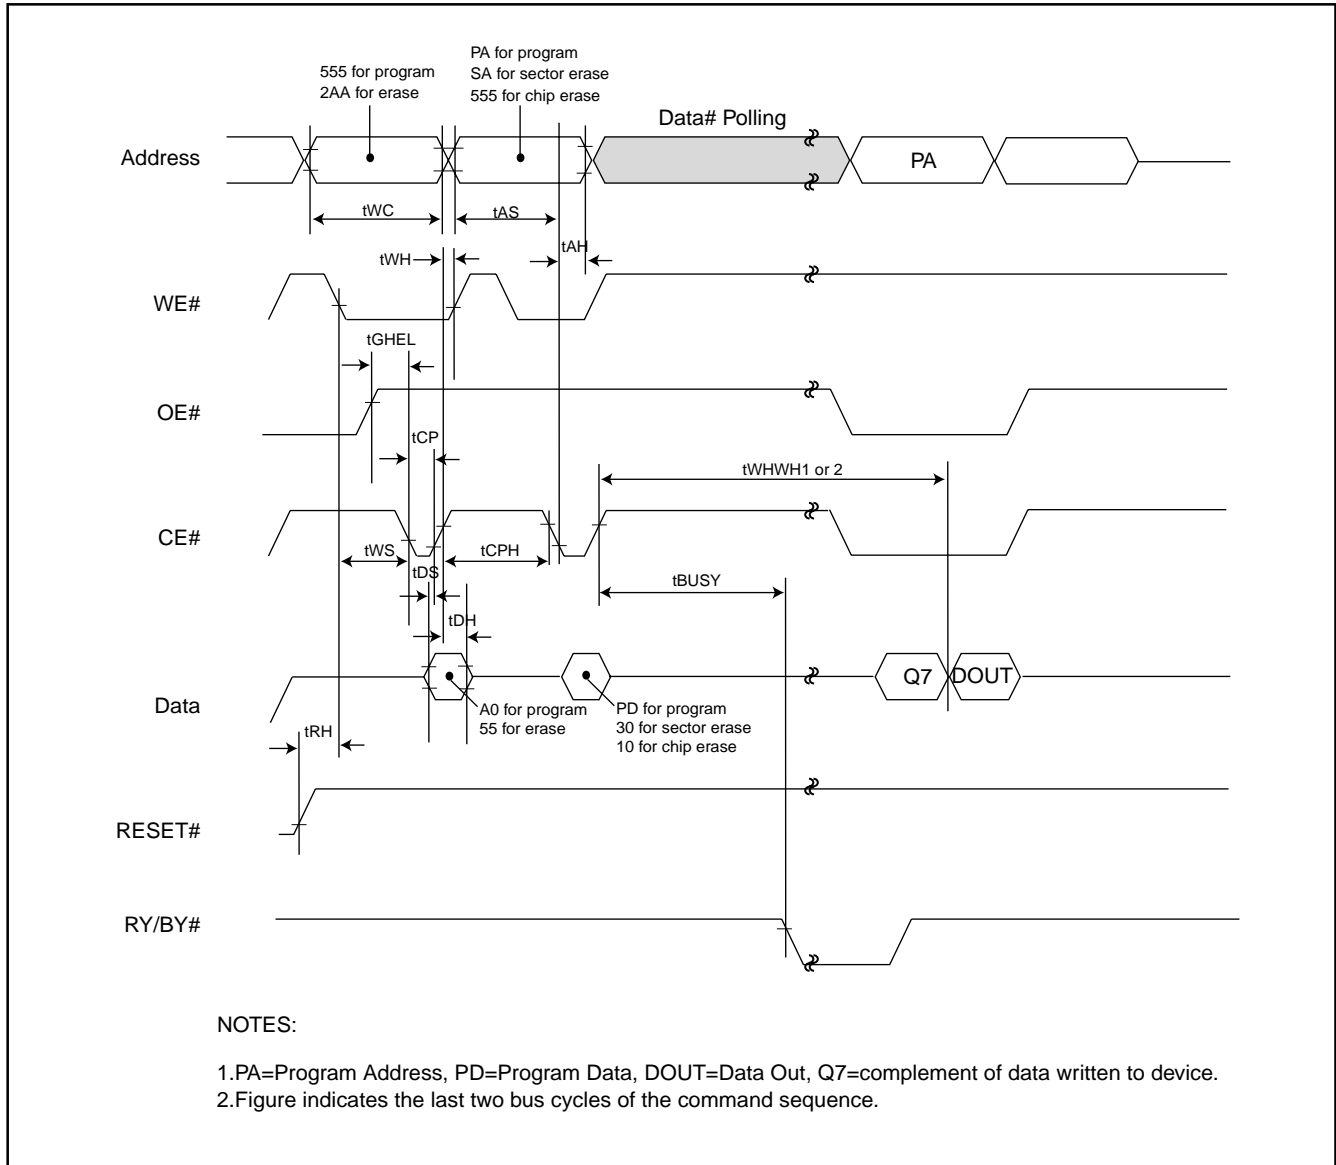 555 for program
2AA for erase
PA for program
SA for sector erase
555 for chip erase
Data# Polling
Address
PA
tWC
tAS
tAH
tWH
WE#
tGHEL
OE#
tCP
tWHWH1 or 2
CE#
tWS
tCPH
tDS
tBUSY
tDH
Q7
DOUT
Data
A0 for program
55 for erase
PD for program
30 for sector erase
10 for chip erase
tRH
RESET#
RY/BY#
NOTES:
1.PA=Program Address, PD=Program Data, DOUT=Data Out, Q7=complement of data written to device.
2.Figure indicates the last two bus cycles of the command sequence.